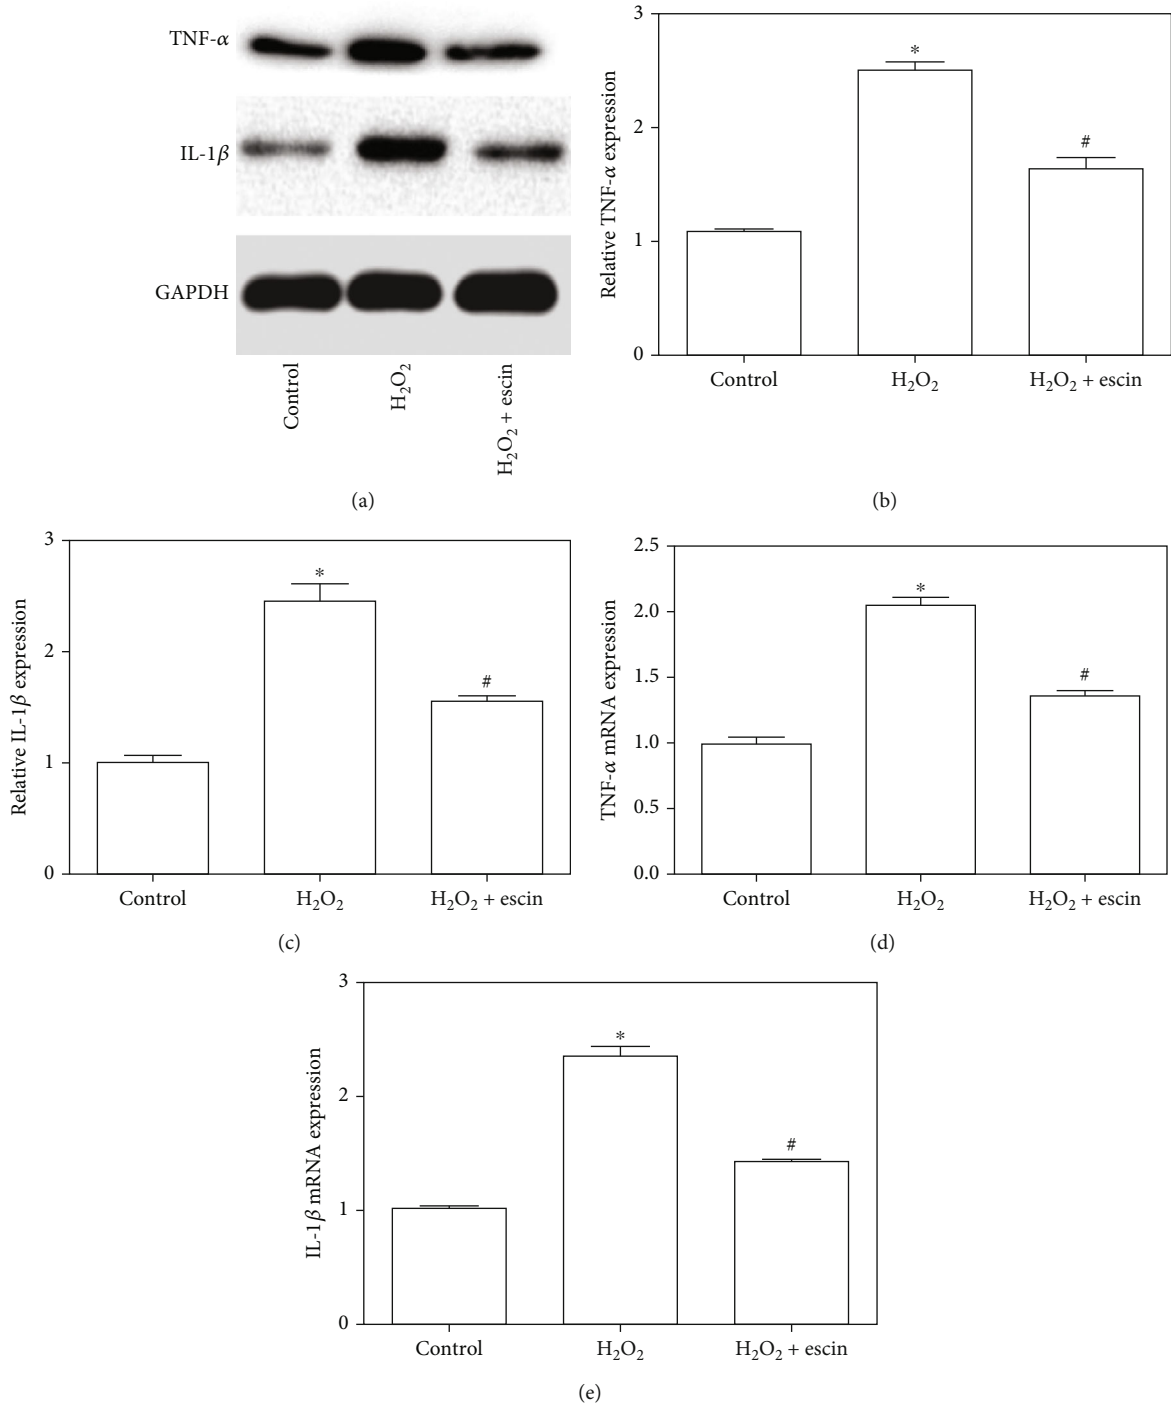 TNF-α
IL-1β
GAPDH
Control
H₂O₂
H₂O₂ + escin
(a)
Relative TNF-α expression
3
2
1
0
*
#
Control
H₂O₂
H₂O₂ + escin
(b)
Relative IL-1β expression
3
2
1
0
*
#
Control
H₂O₂
H₂O₂ + escin
(c)
TNF-α mRNA expression
2.5
2.0
1.5
1.0
0.5
0.0
*
#
Control
H₂O₂
H₂O₂ + escin
(d)
IL-1β mRNA expression
3
2
1
0
*
#
Control
H₂O₂
H₂O₂ + escin
(e)